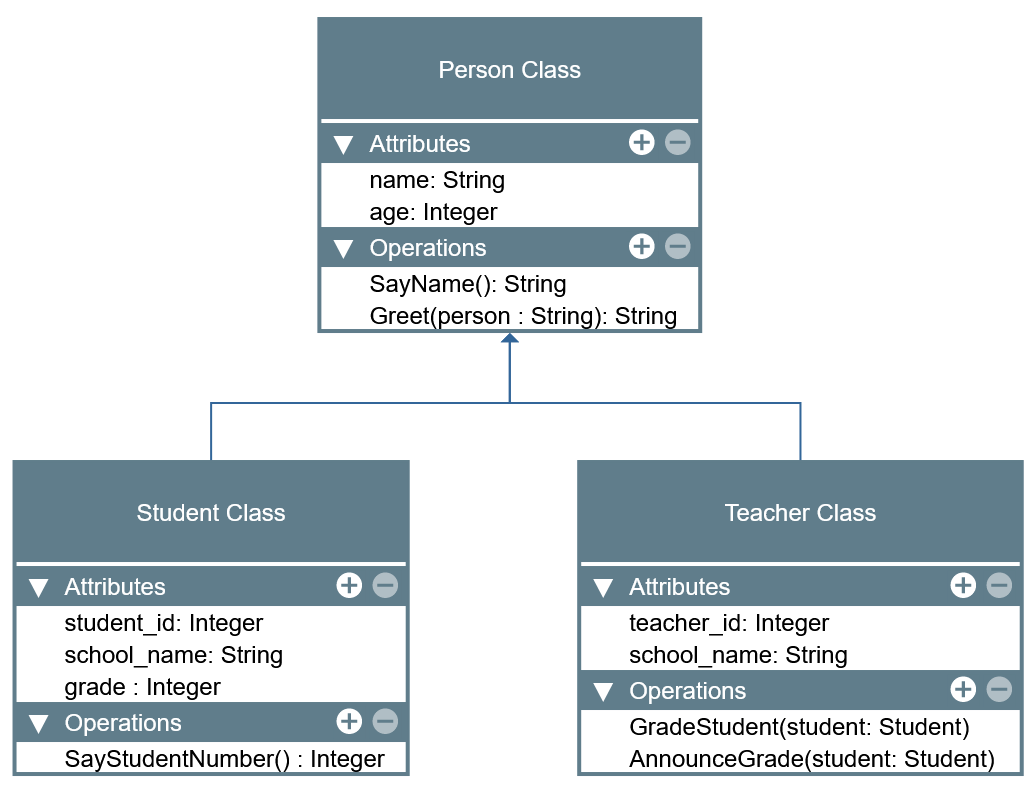 Person Class
Attributes
name: String
age: Integer
Operations
SayName(): String
Greet(person : String): String
Student Class
Attributes
student_id: Integer
school_name: String
grade : Integer
Operations
SayStudentNumber() : Integer
Teacher Class
Attributes
teacher_id: Integer
school_name: String
Operations
GradeStudent(student: Student)
AnnounceGrade(student: Student)